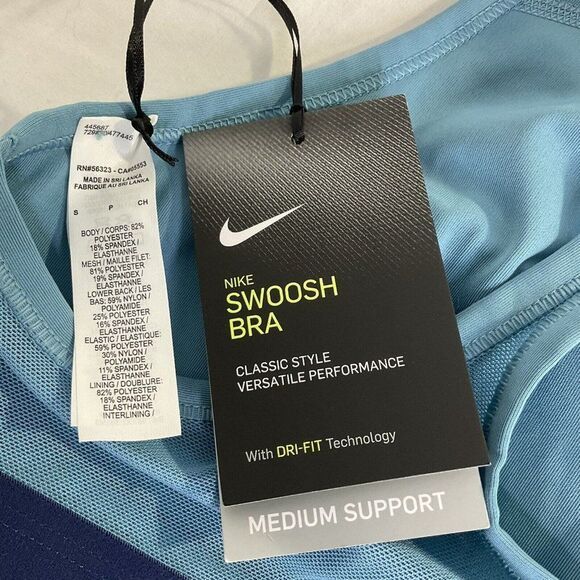 445687
RN#56323 - CA#05553
MADE IN SRI LANKA
FABRIQUE AU SRI LANKA
S P CH
BODY / CORPS: 82%
POLYESTER
18% SPANDEX /
ELASTHANNE
MESH / MAILLE FILET:
81% POLYESTER
19% SPANDEX /
ELASTHANNE
LOWER BACK / LES
BAS: 59% NYLON /
POLYAMIDE
25% POLYESTER
16% SPANDEX /
ELASTHANNE
ELASTIC / ELASTIQUE:
59% POLYESTER
30% NYLON /
POLYAMIDE
11% SPANDEX /
ELASTHANNE
LINING / DOUBLURE:
82% POLYESTER
18% SPANDEX /
ELASTHANNE
INTERLINING /
NIKE
SWOOSH
BRA
CLASSIC STYLE
VERSATILE PERFORMANCE
With DRI-FIT Technology
MEDIUM SUPPORT